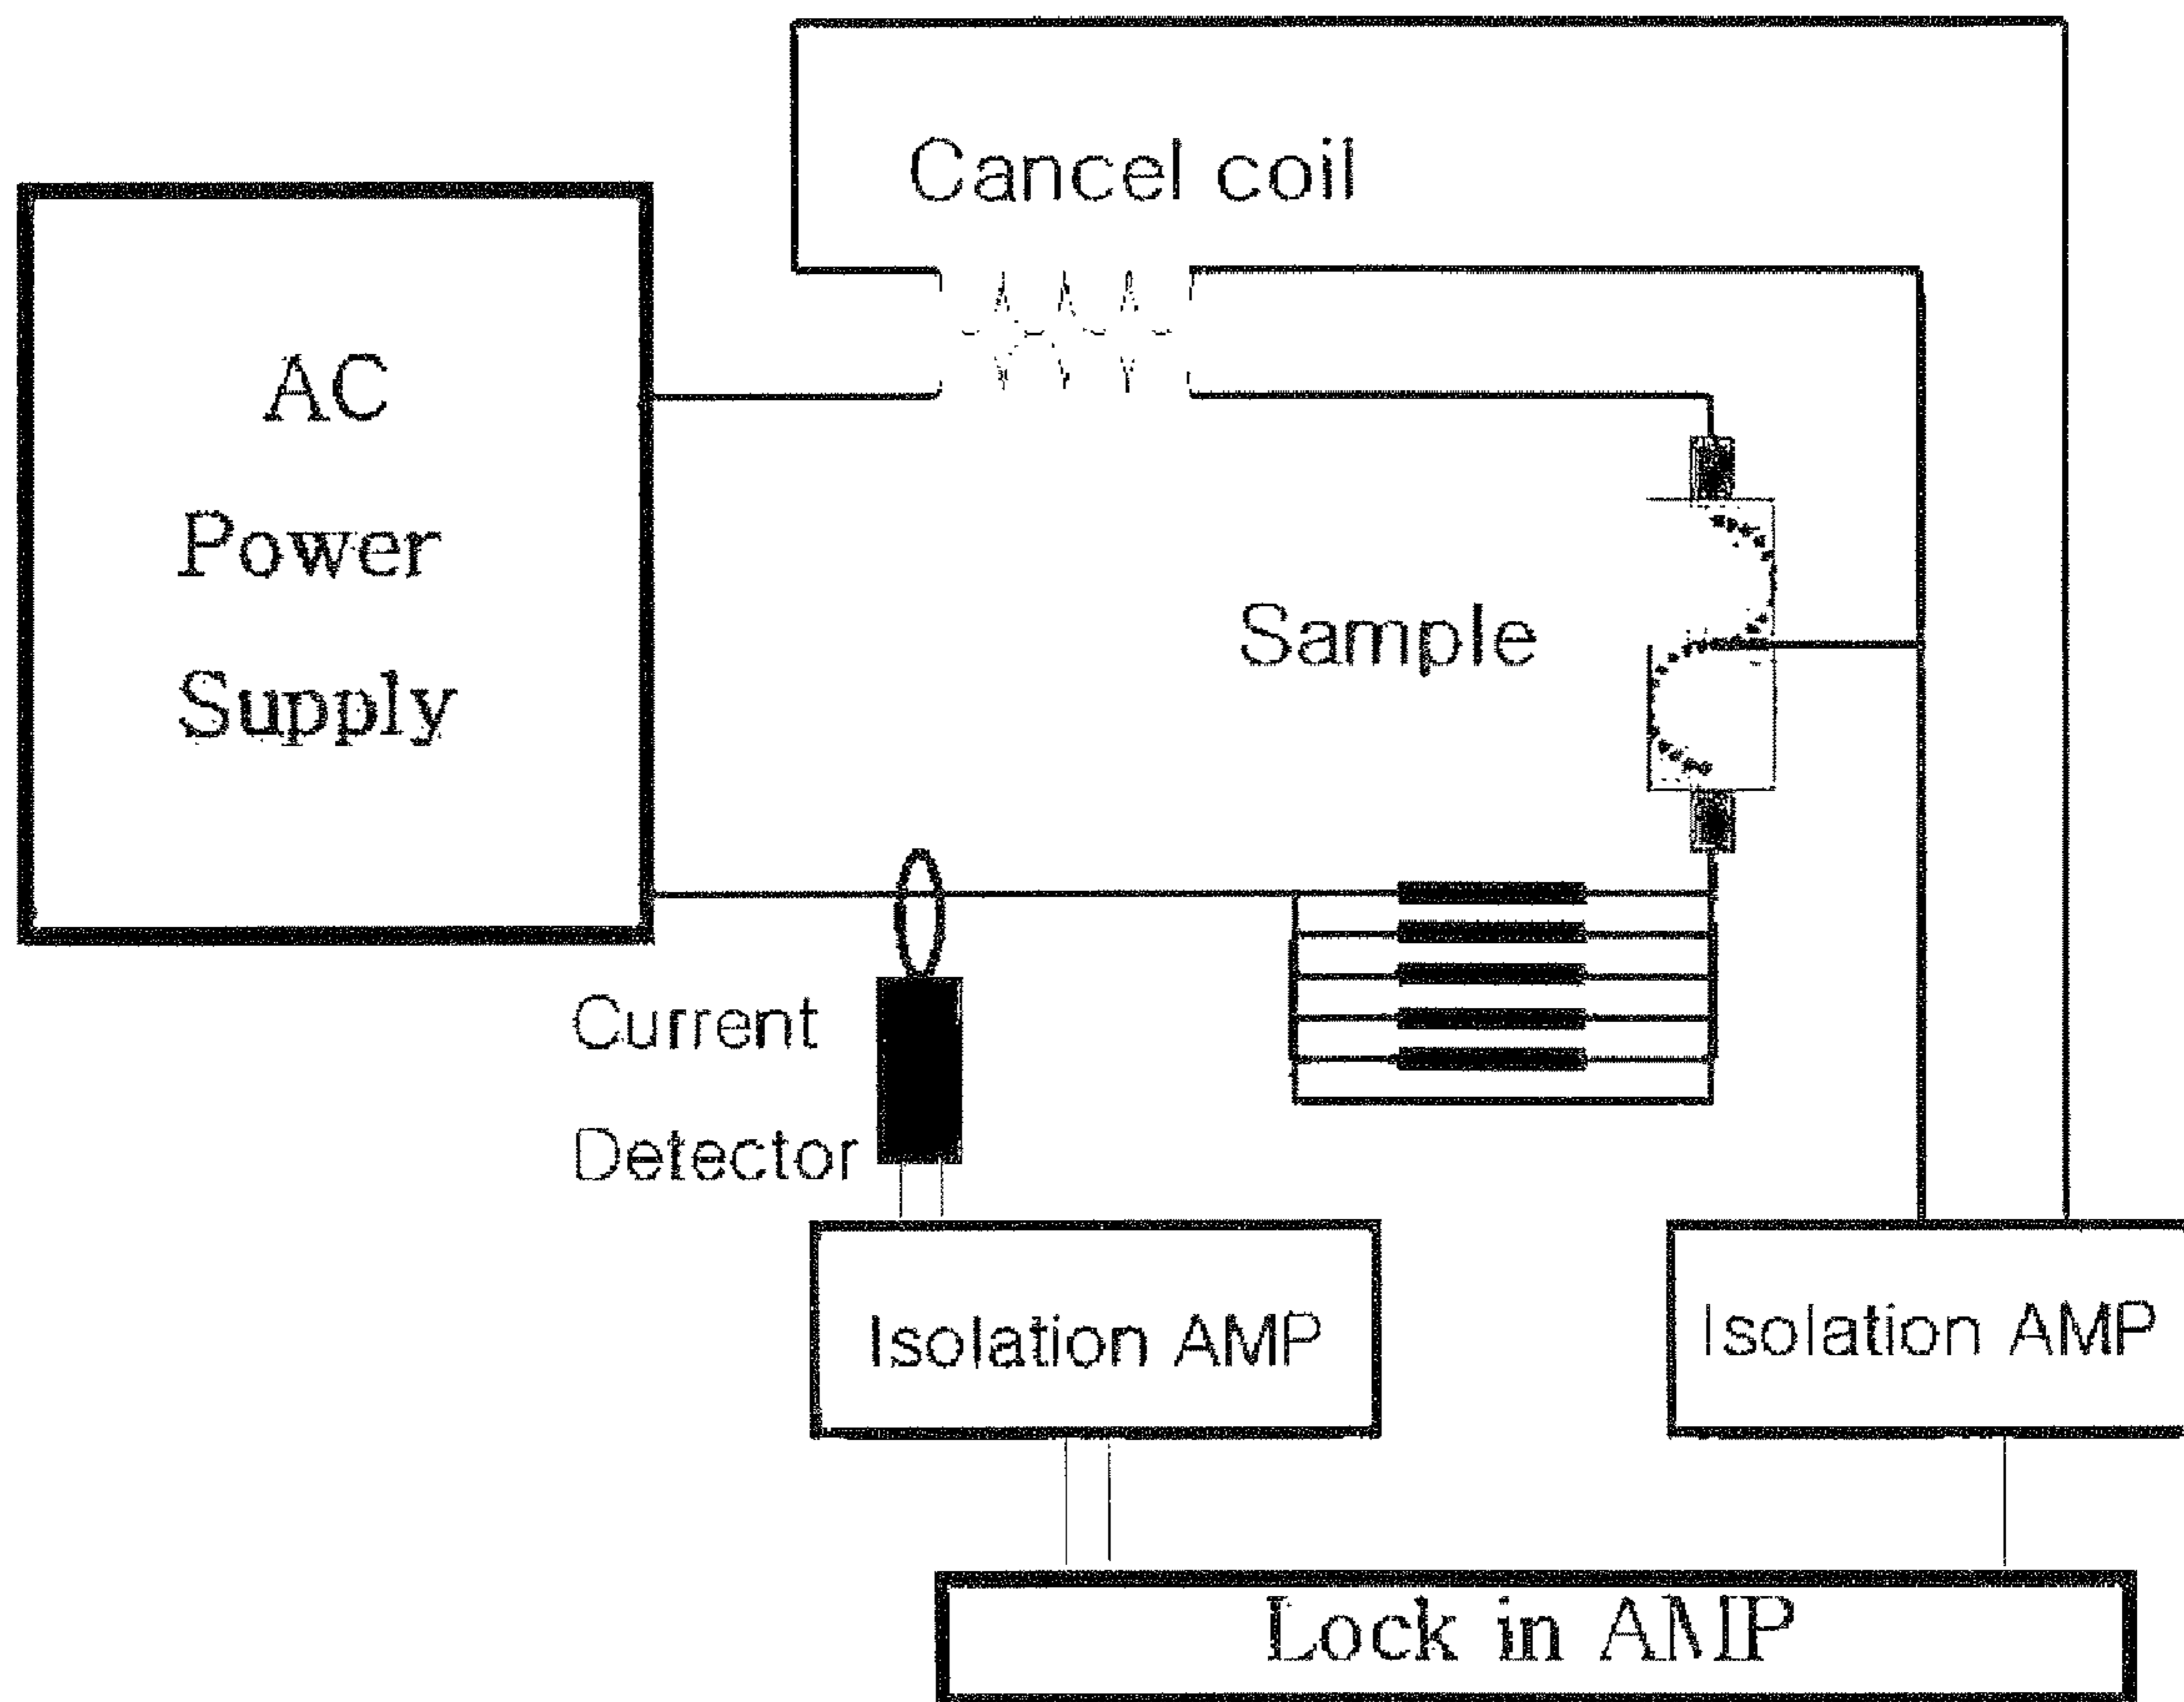 Cancel coil
AC
Power
Supply
Sample
Current
Detector
Isolation AMP
Isolation AMP
Lock in AMP